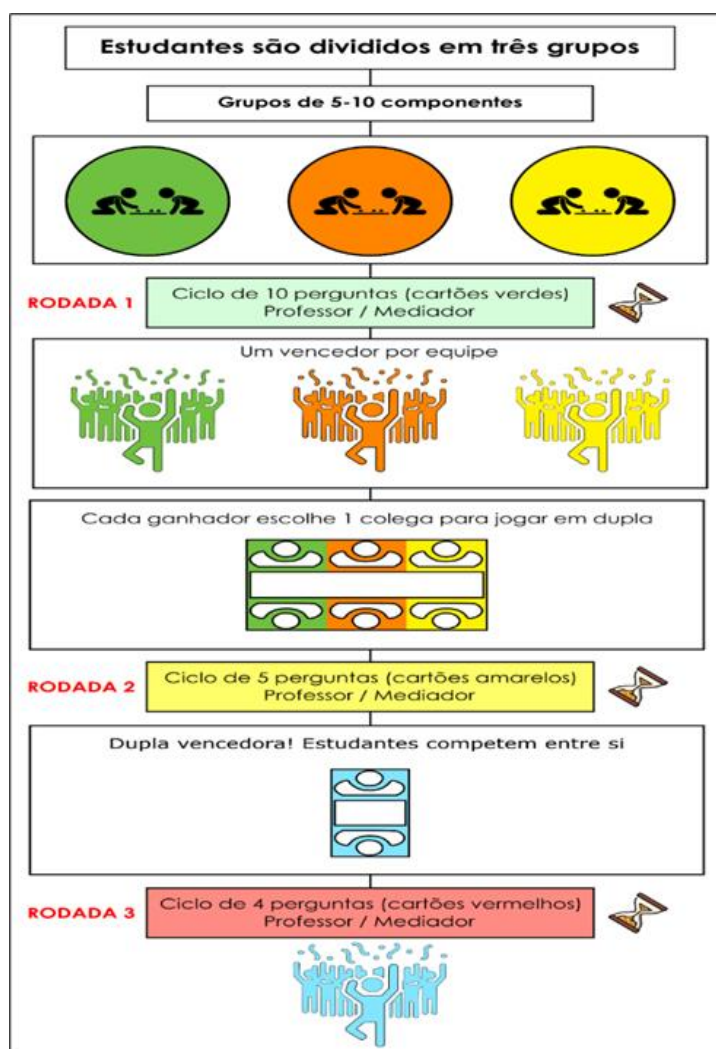 Estudantes são divididos em três grupos
Grupos de 5-10 componentes
RODADA 1
Ciclo de 10 perguntas (cartões verdes)
Professor / Mediador
Um vencedor por equipe
Cada ganhador escolhe 1 colega para jogar em dupla
RODADA 2
Ciclo de 5 perguntas (cartões amarelos)
Professor / Mediador
Dupla vencedora! Estudantes competem entre si
RODADA 3
Ciclo de 4 perguntas (cartões vermelhos)
Professor / Mediador